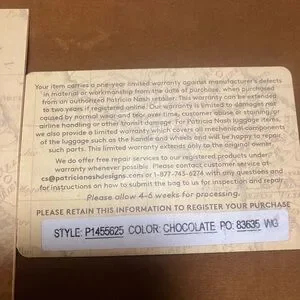 Your item carries a one-year limited warranty against manufacturer's defects
in material or workmanship from the date of purchase, when purchased
from an authorized Patricia Nash retailer. This warranty can be extended
to two years if registered online. Our warranty is limited to damages not
caused by normal wear and tear over time, customer abuse or staining/or
airline handling or other transit damage. For Patricia Nash luggage items,
we also provide a limited warranty which covers all mechanical components
of the luggage such as the handle and wheels and will be happy to repair
such parts. This limited warranty extends only to the original owner.
We do offer free repair services to our registered product under
warranty whenever possible. Please contact customer service at
cs@patricianashdesigns.com or 1-877-745-6274 with any questions and
for instructions on how to submit the bag to us for inspection and repair.
Please allow 4-6 weeks for processing.
PLEASE RETAIN THIS INFORMATION TO REGISTER YOUR PURCHASE
STYLE: P1455625 COLOR: CHOCOLATE PO: 83635 WG